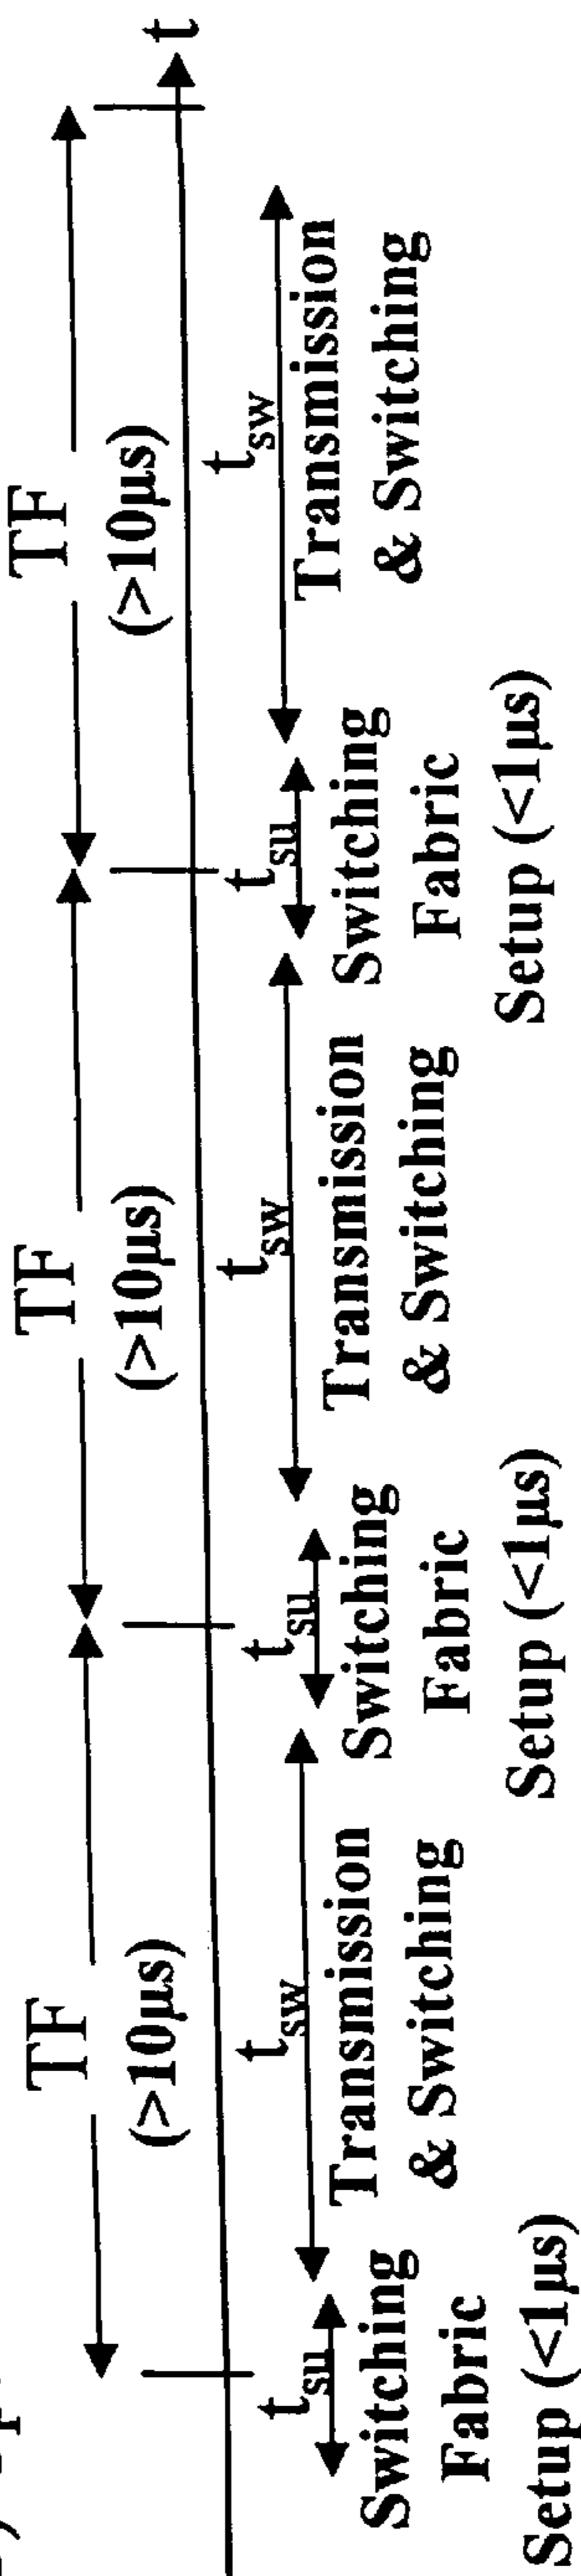 TF TF TF
(>10μs) (>10μs) (>10μs)
t
t_su t_sw t_su t_sw t_su t_sw
Switching Transmission Switching Transmission Switching Transmission
Fabric & Switching Fabric & Switching Fabric & Switching
Setup (<1μs) Setup (<1μs) Setup (<1μs)